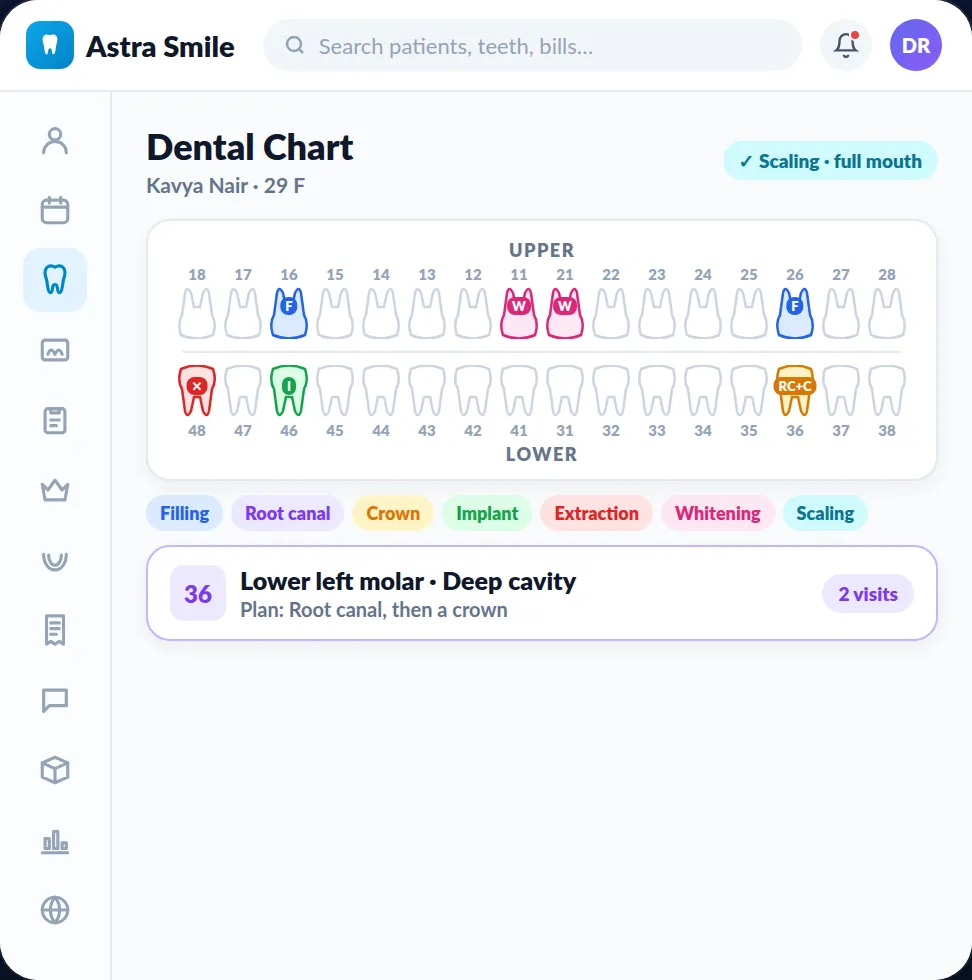 Astra Smile
Search patients, teeth, bills...
DR
Dental Chart
Kavya Nair · 29 F
✓ Scaling · full mouth
UPPER
18 17 16 15 14 13 12 11 21 22 23 24 25 26 27 28
F W W F
× I RC+C
48 47 46 45 44 43 42 41 31 32 33 34 35 36 37 38
LOWER
Filling Root canal Crown Implant Extraction Whitening Scaling
36
Lower left molar · Deep cavity
Plan: Root canal, then a crown
2 visits